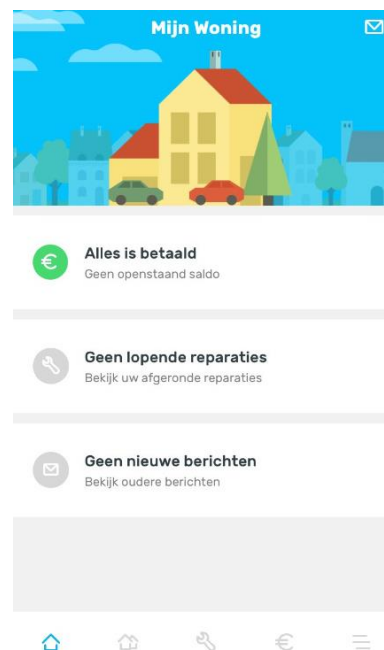 Mijn Woning
Alles is betaald
Geen openstaand saldo
Geen lopende reparaties
Bekijk uw afgeronde reparaties
Geen nieuwe berichten
Bekijk oudere berichten